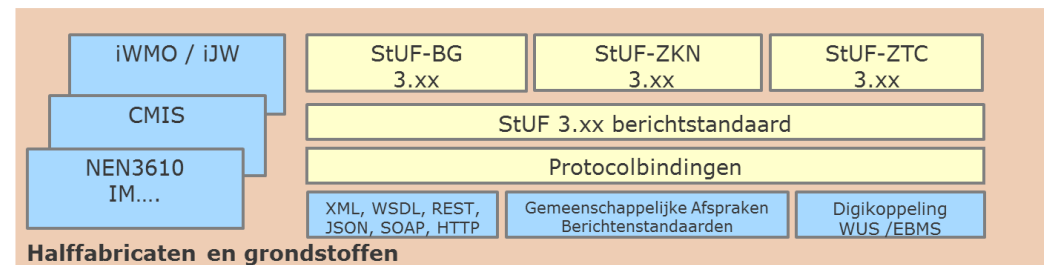 iWMO / iJW
CMIS
NEN3610
IM....
StUF-BG
3.xx
StUF-ZKN
3.xx
StUF-ZTC
3.xx
StUF 3.xx berichtstandaard
Protocolbindingen
XML, WSDL, REST,
JSON, SOAP, HTTP
Gemeenschappelijke Afspraken
Berichtenstandaarden
Digikoppeling
WUS /EBMS
Halffabricaten en grondstoffen